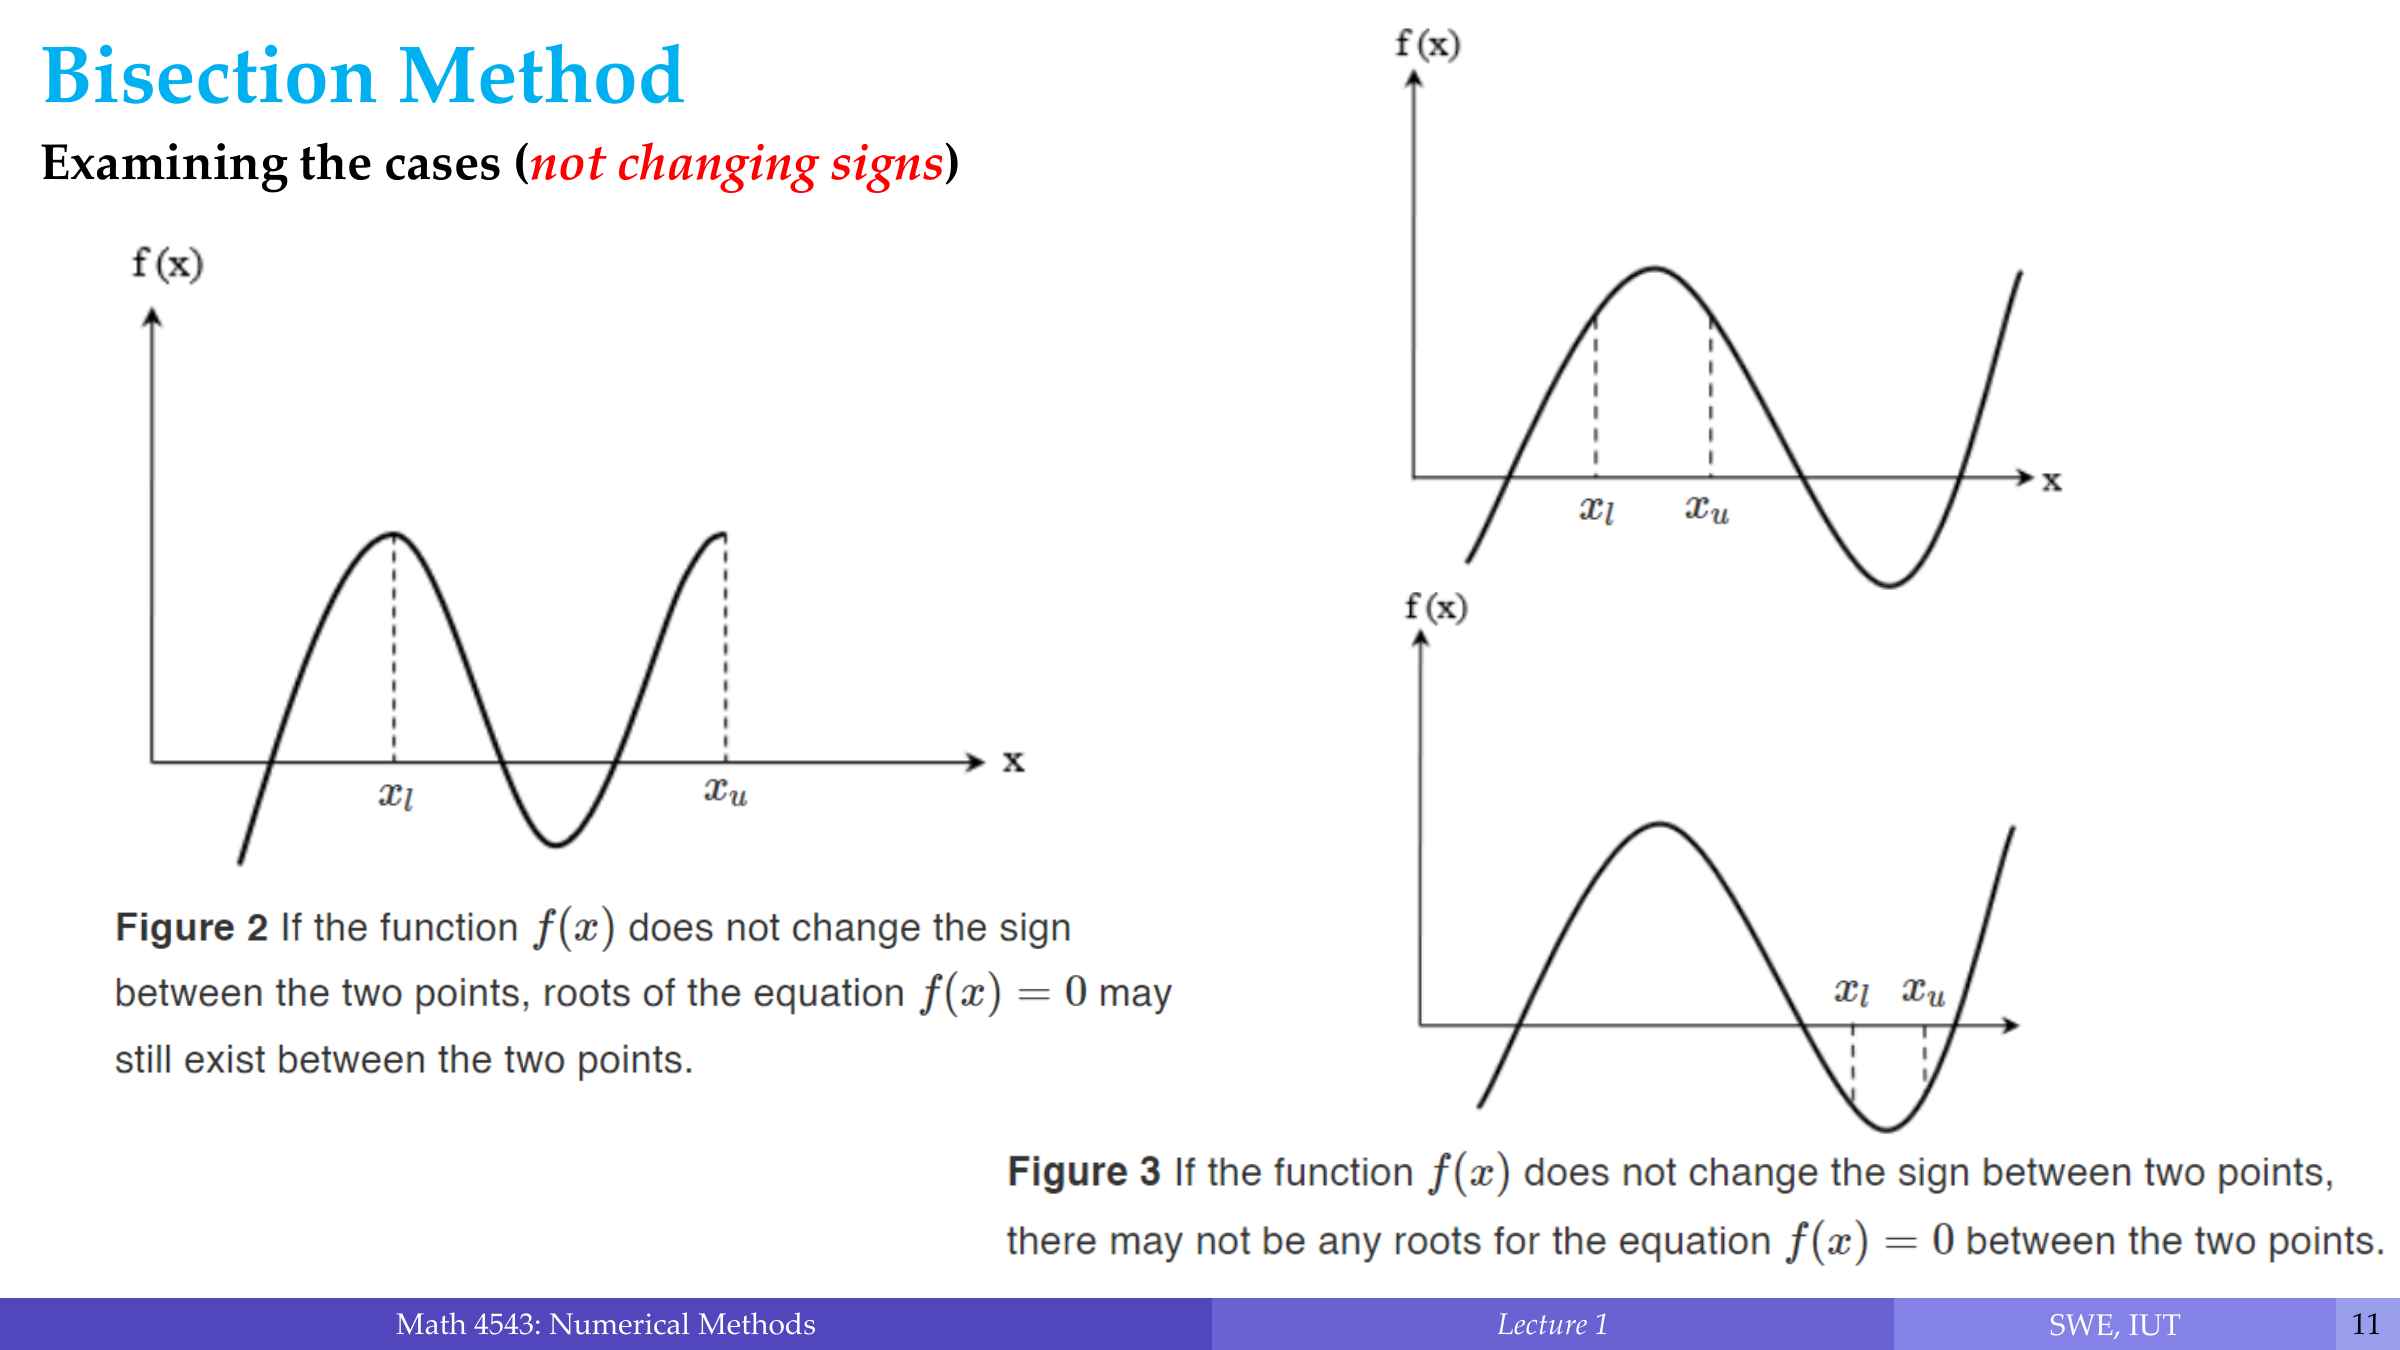 Bisection Method
Examining the cases (not changing signs)
f (x)
x
x_l
x_u
Figure 2 If the function f(x) does not change the sign
between the two points, roots of the equation f(x) = 0 may
still exist between the two points.
f (x)
x
x_l
x_u
f (x)
x_l
x_u
Figure 3 If the function f(x) does not change the sign between two points,
there may not be any roots for the equation f(x) = 0 between the two points.
Math 4543: Numerical Methods
Lecture 1
SWE, IUT
11